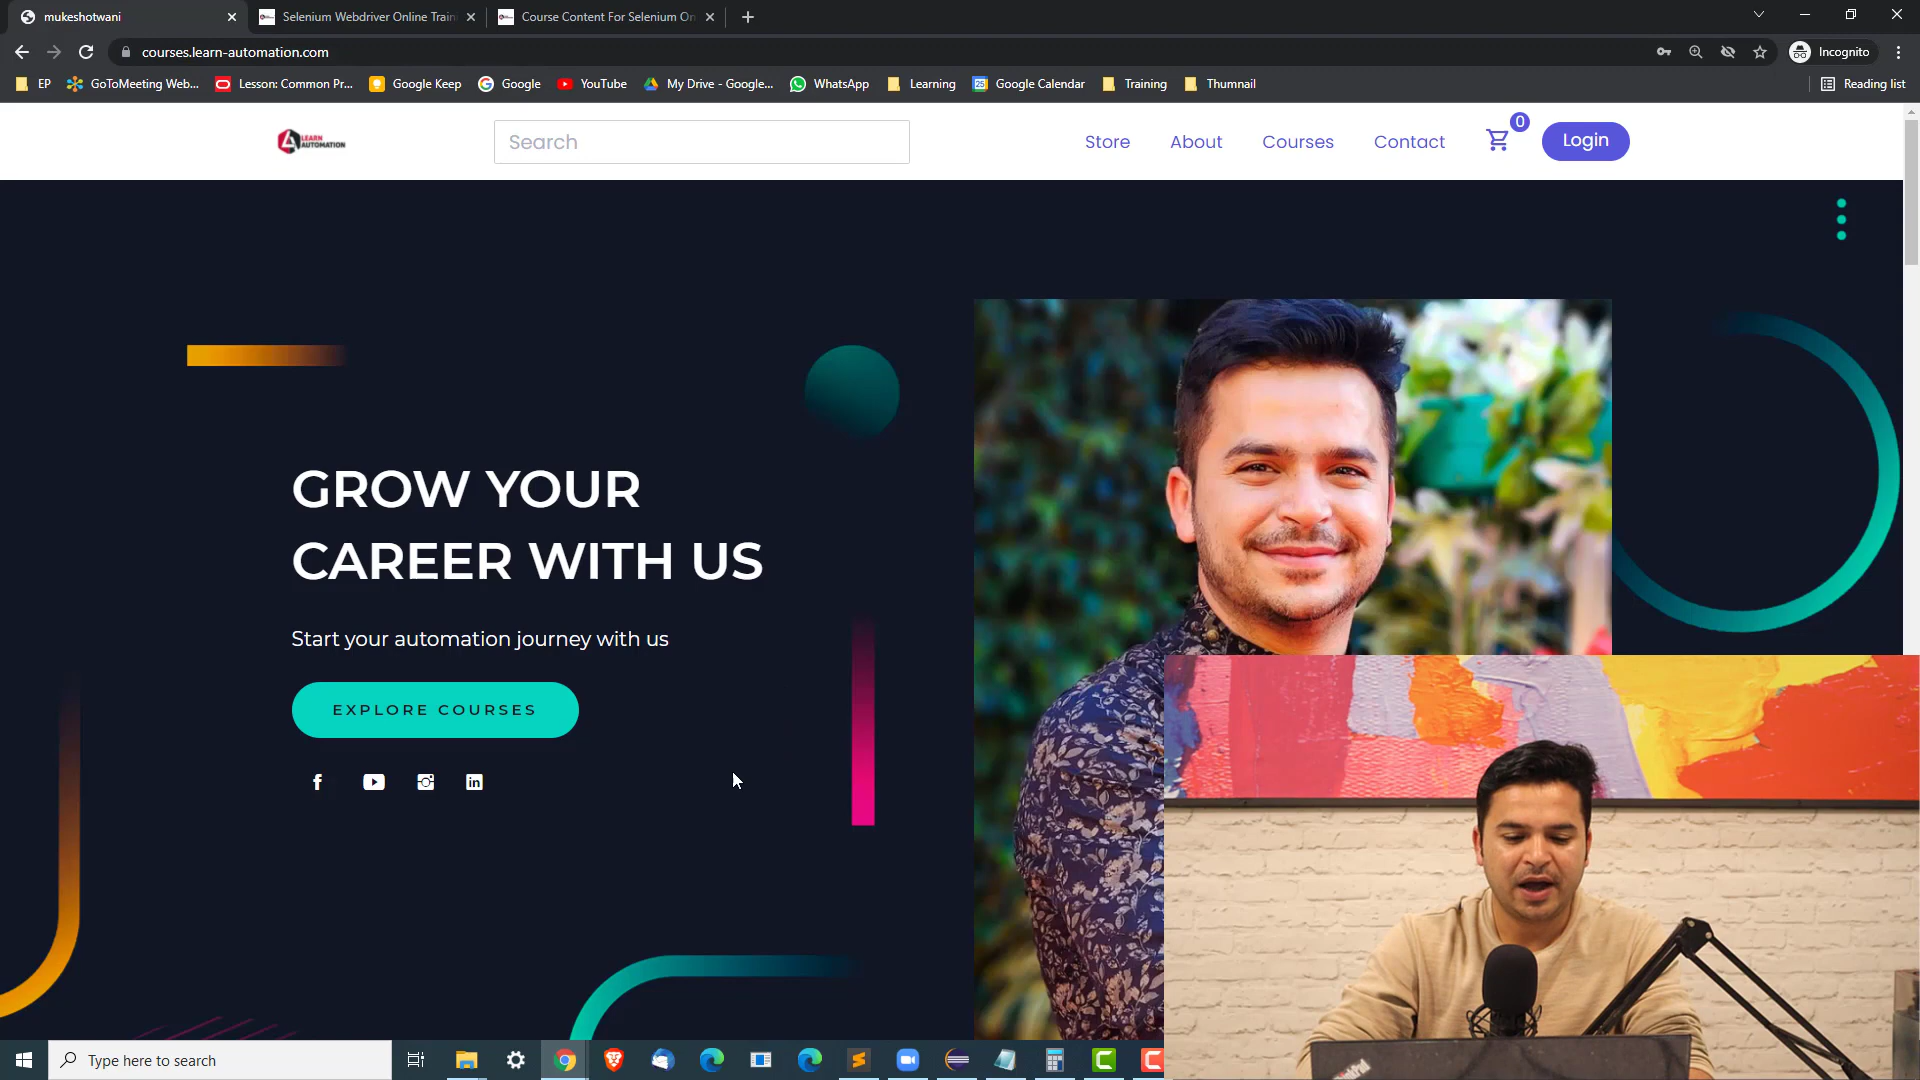 mukeshotwani
Selenium Webdriver Online Train
Course Content For Selenium On
courses.learn-automation.com
Incognito
EP
GoToMeeting Web...
Lesson: Common Pr...
Google Keep
Google
YouTube
My Drive - Google...
WhatsApp
Learning
Google Calendar
Training
Thumnail
Reading list
LEARN
AUTOMATION
Search
Store
About
Courses
Contact
0
Login
GROW YOUR
CAREER WITH US
Start your automation journey with us
EXPLORE COURSES
Type here to search